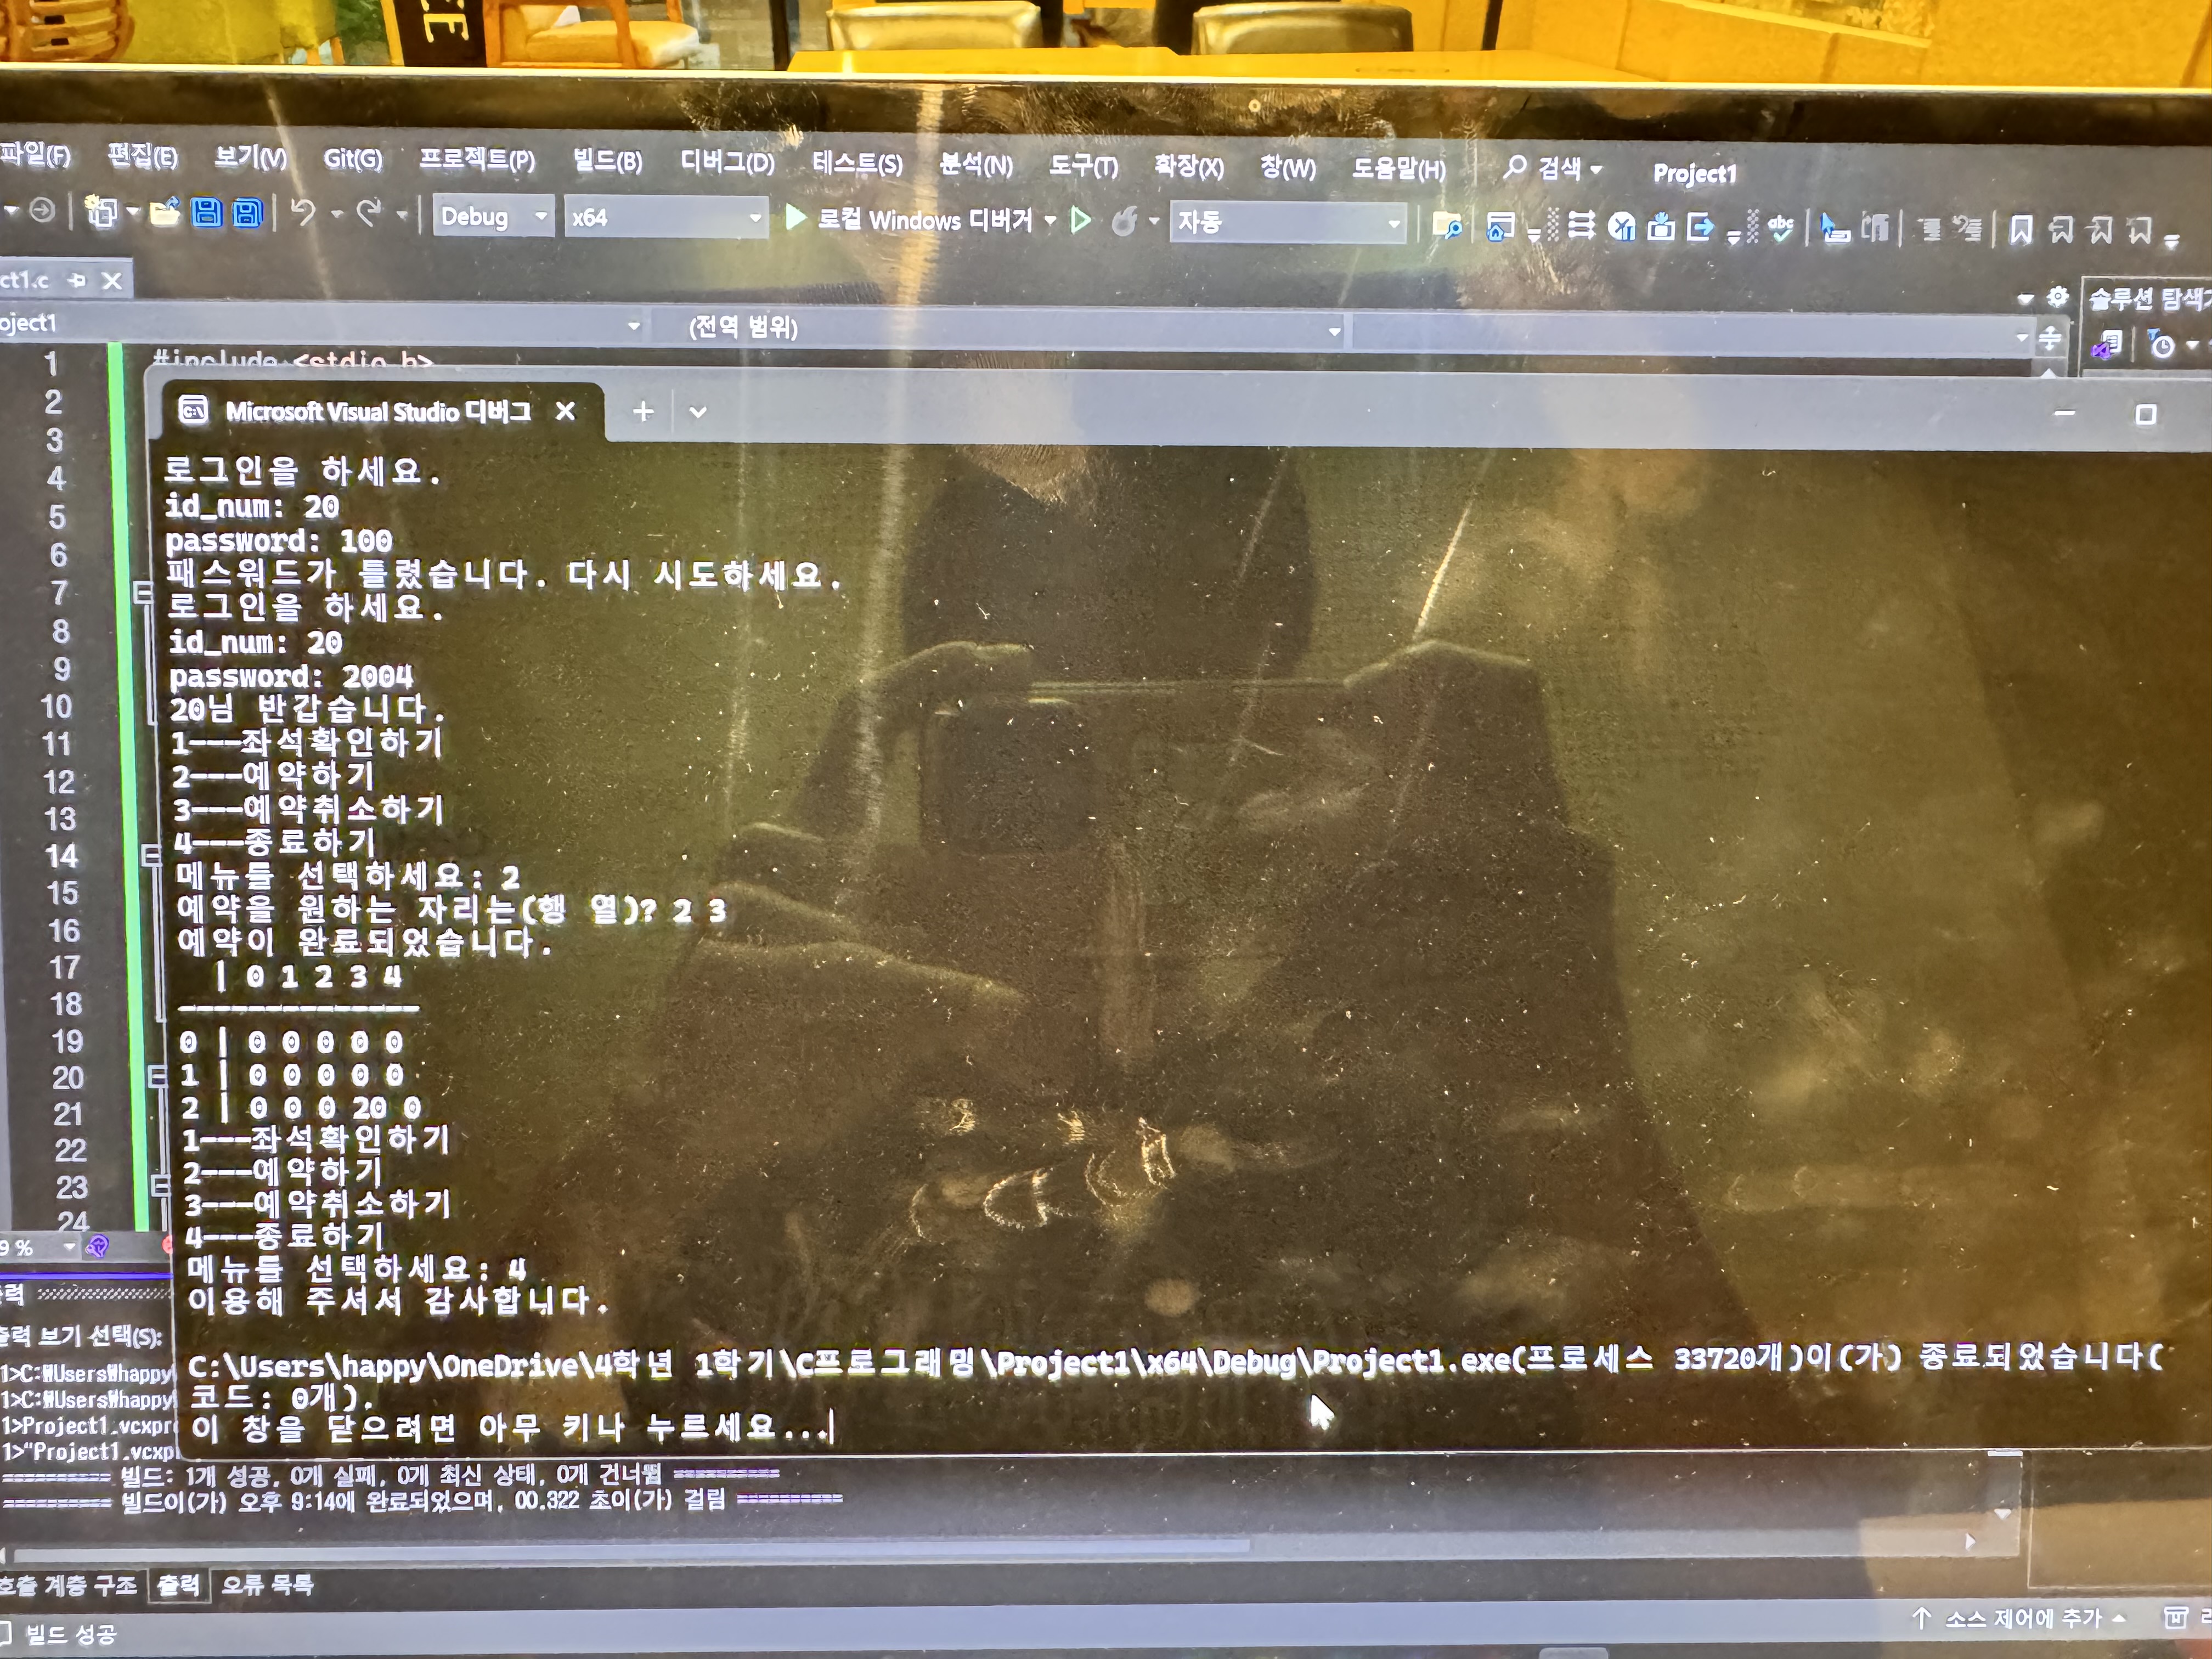 CE
파일(F) 편집(E) 보기(V) Git(G) 프로젝트(P) 빌드(B) 디버그(D) 테스트(S) 분석(N) 도구(T) 확장(X) 창(W) 도움말(H) 검색 Project1
Debug x64 로컬 Windows 디버거 자동 abc
ct1.c
oject1 (전역 범위) 솔루션 탐색
1 #include <stdio.h>
Microsoft Visual Studio 디버그
2
3
4
5
6
7
8
9
10
11
12
13
14
15
16
17
18
19
20
21
22
23
24
로그인을 하세요.
id_num: 20
password: 100
패스워드가 틀렸습니다. 다시 시도하세요.
로그인을 하세요.
id_num: 20
password: 2004
20님 반갑습니다.
1---좌석확인하기
2---예약하기
3---예약취소하기
4---종료하기
메뉴들 선택하세요: 2
예약을 원하는 자리는(행 열)? 2 3
예약이 완료되었습니다.
| 0 1 2 3 4
--------------
0 | 0 0 0 0 0
1 | 0 0 0 0 0
2 | 0 0 0 20 0
1---좌석확인하기
2---예약하기
3---예약취소하기
4---종료하기
메뉴들 선택하세요: 4
이용해 주셔서 감사합니다.
C:\Users\happy\OneDrive\4학년 1학기\C프로그래밍\Project1\x64\Debug\Project1.exe(프로세스 33720개)이(가) 종료되었습니다(
코드: 0개).
이 창을 닫으려면 아무 키나 누르세요...
9 %
력
출력 보기 선택(S):
1>C:₩Users₩happy
1>C:₩Users₩happy
1>Project1.vcxpr
1>"Project1.vcxp
========== 빌드: 1개 성공, 0개 실패, 0개 최신 상태, 0개 건너뜀 ==========
========== 빌드이(가) 오후 9:14에 완료되었으며, 00.322 초이(가) 걸림 ==========
호출 계층 구조 출력 오류 목록
빌드 성공 소스 제어에 추가